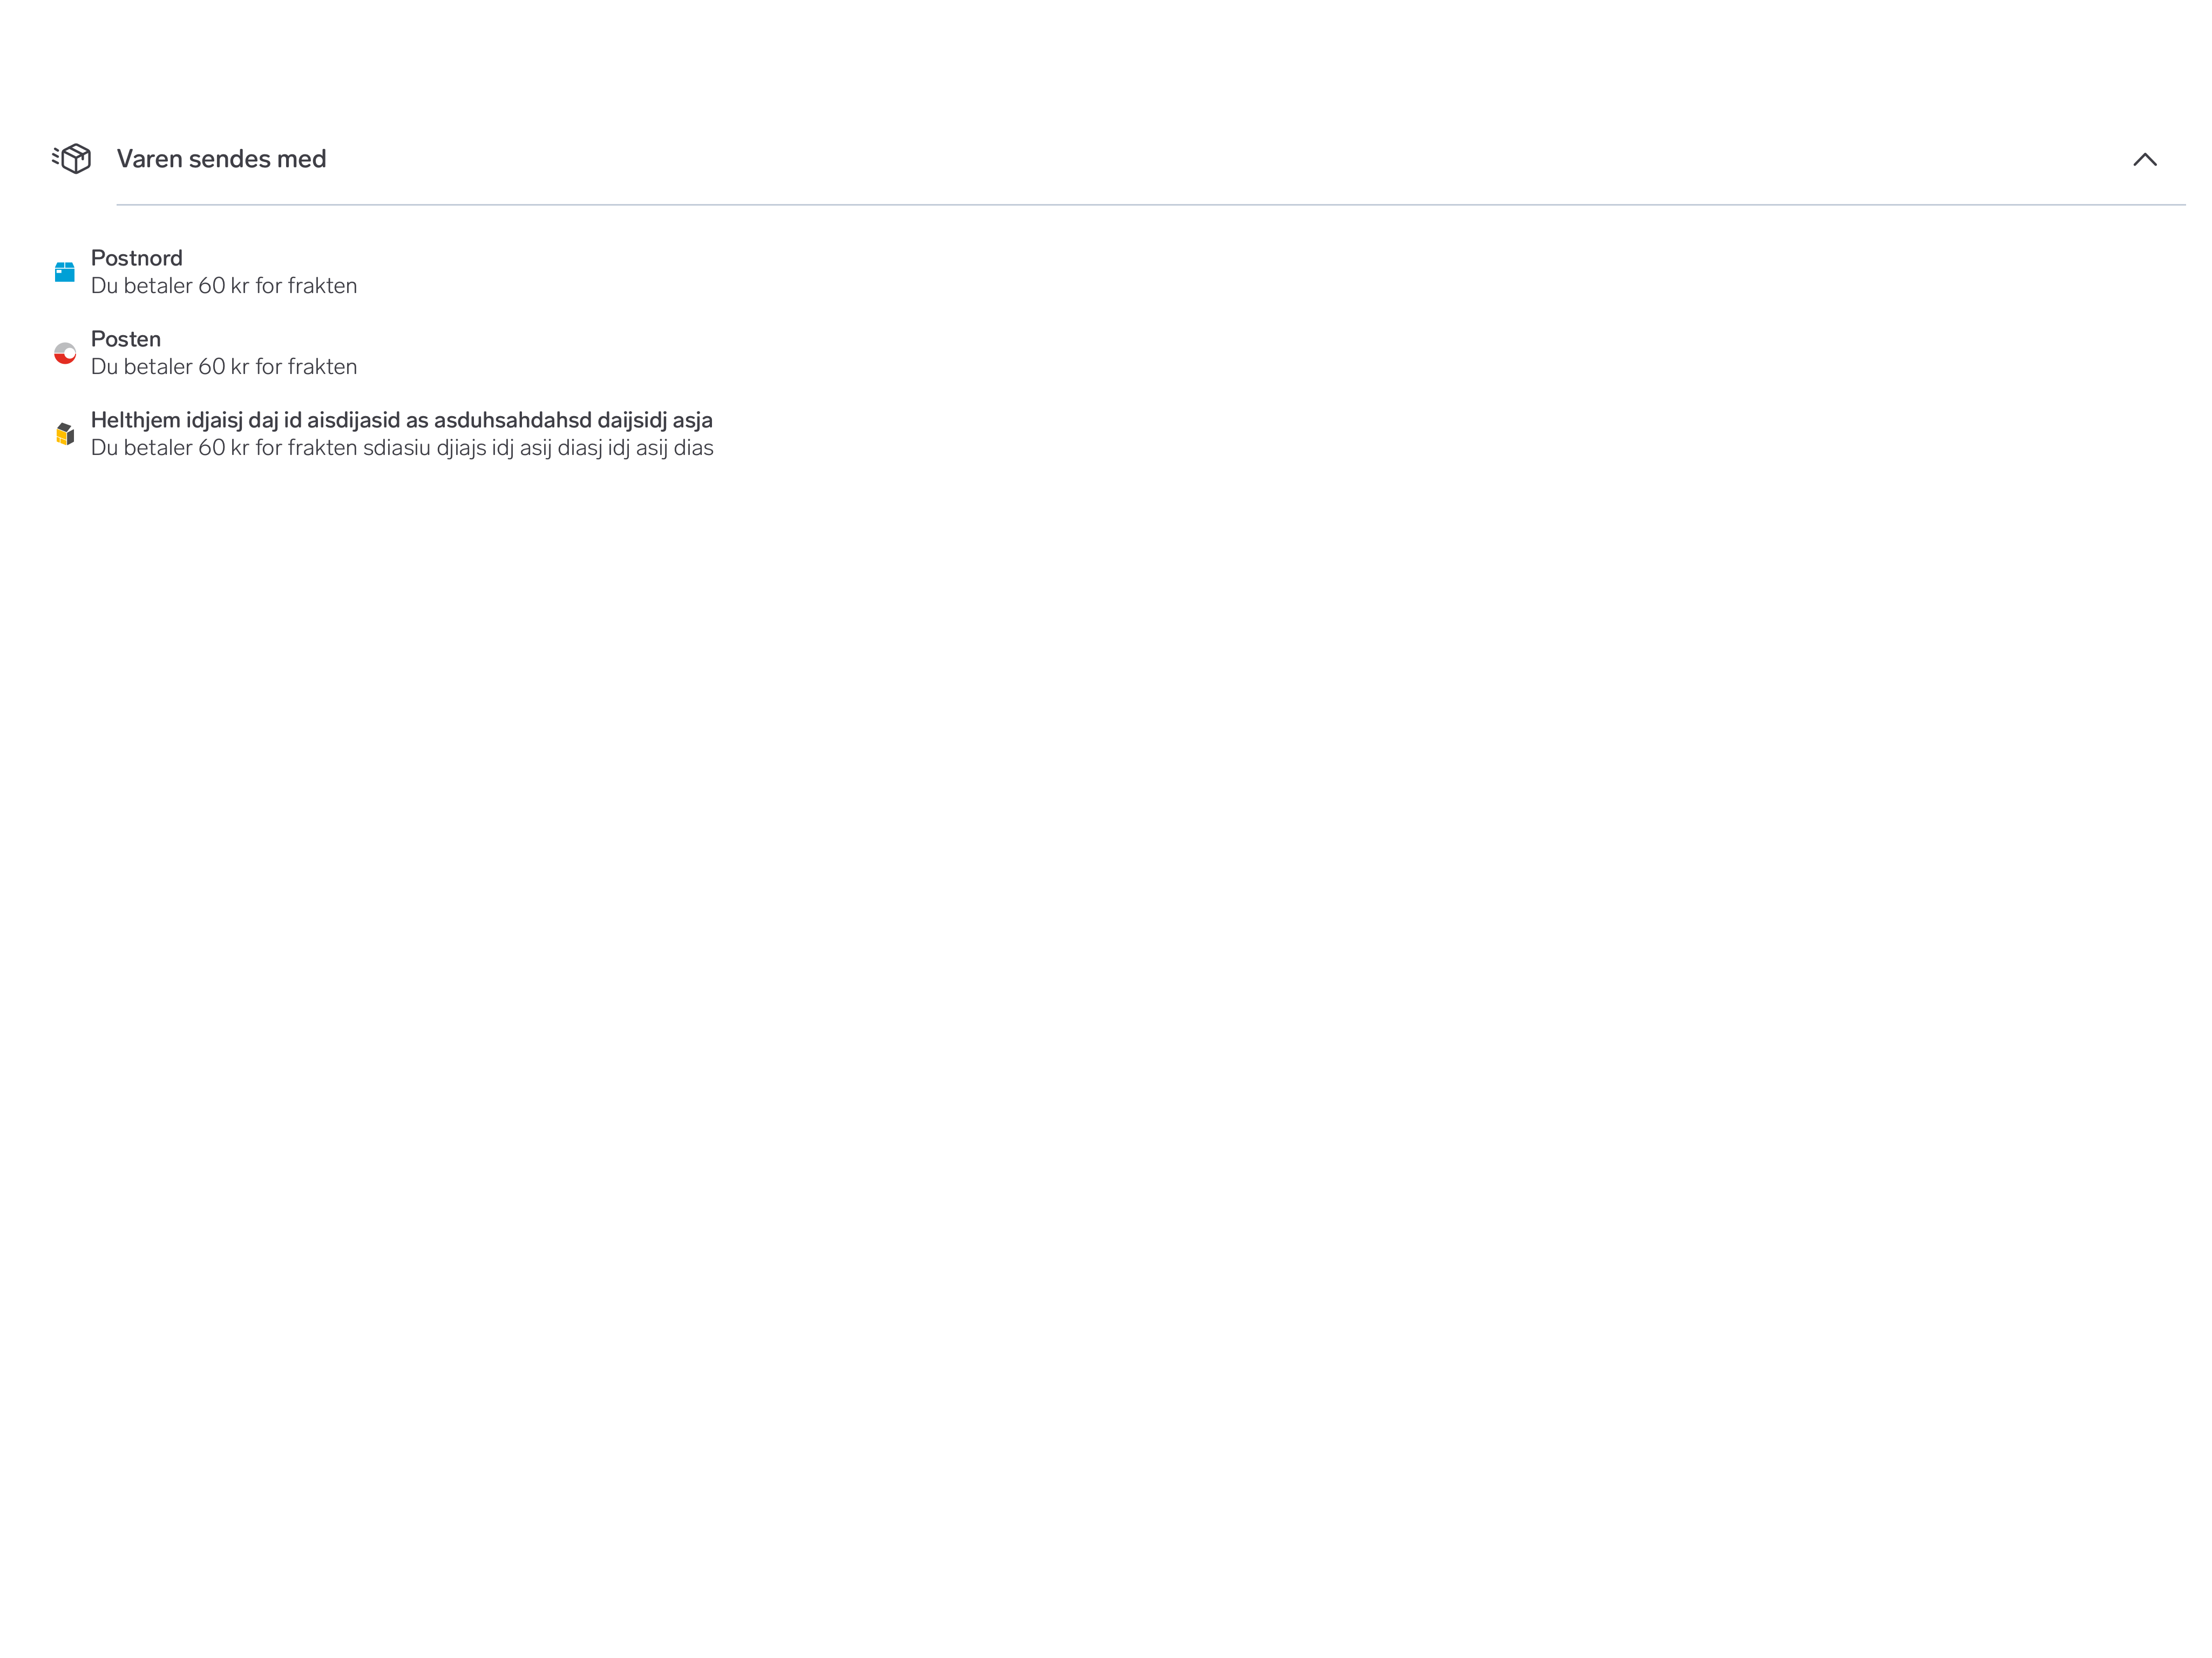 Varen sendes med
Postnord
Du betaler 60 kr for frakten
Posten
Du betaler 60 kr for frakten
Helthjem idjaisj daj id aisdijasid as asduhsahdahsd daijsidj asja
Du betaler 60 kr for frakten sdiasiu djiajs idj asij diasj idj asij dias